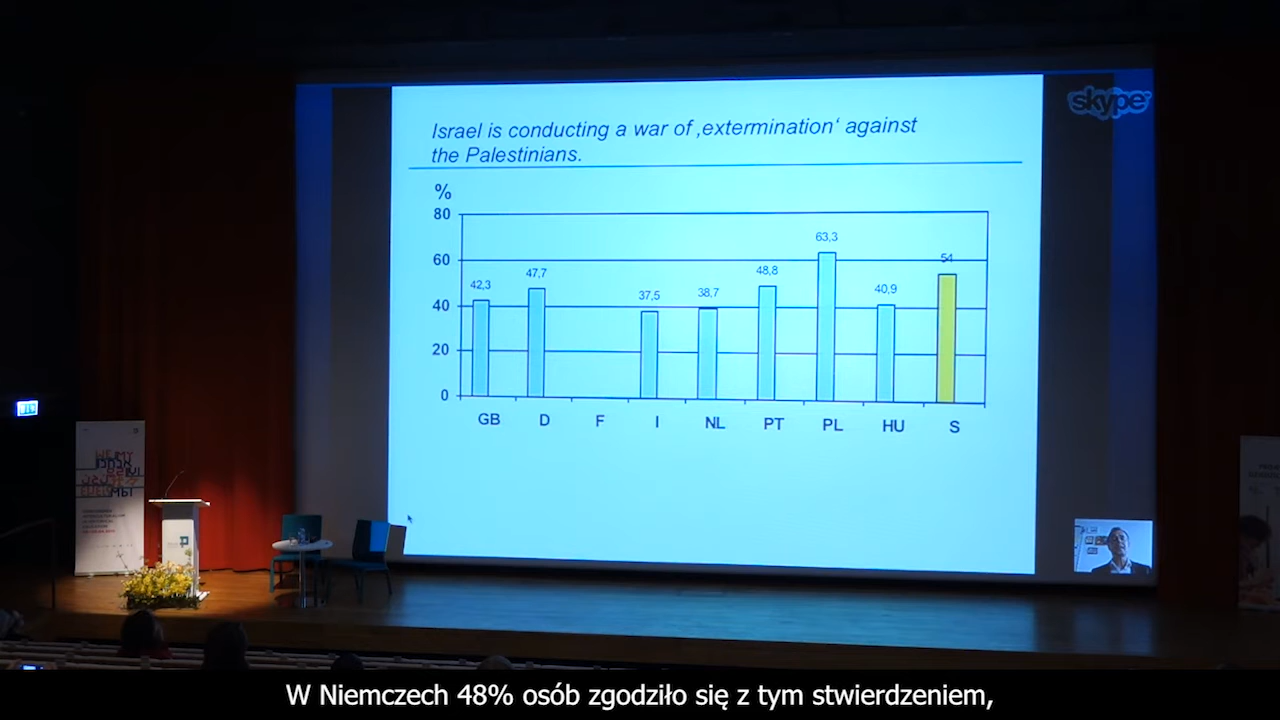 skype
Israel is conducting a war of ‚extermination‘ against
the Palestinians.
%
80
60
40
20
0
42,3
47,7
37,5
38,7
48,8
63,3
40,9
54
GB D F I NL PT PL HU S
W Niemczech 48% osób zgodziło się z tym stwierdzeniem,